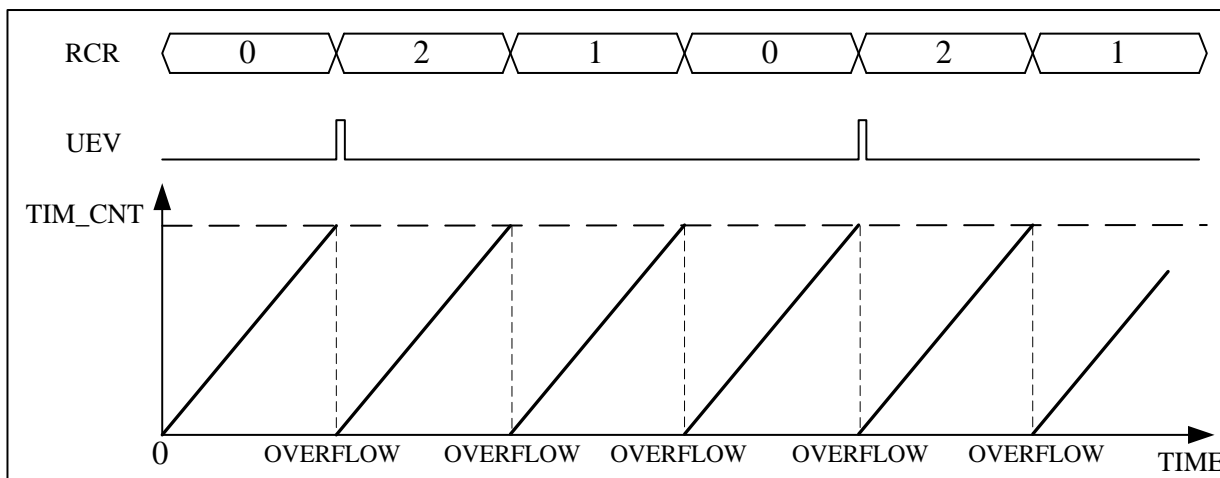 RCR 0 2 1 0 2 1
UEV
TIM_CNT
0 OVERFLOW OVERFLOW OVERFLOW OVERFLOW OVERFLOW TIME